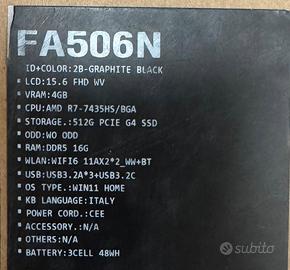 FA506N
ID+COLOR:2B-GRAPHITE BLACK
LCD:15.6 FHD WV
VRAM:4GB
CPU:AMD R7-7435HS/BGA
STORAGE.:512G PCIE G4 SSD
ODD:WO ODD
RAM:DDR5 16G
WLAN:WIFI6 11AX2*2_WW+BT
USB:USB3.2A*3+USB3.2C
OS TYPE.:WIN11 HOME
KB LANGUAGE:ITALY
POWER CORD.:CEE
ACCESSORY.:N/A
OTHERS:N/A
BATTERY:3CELL 48WH
subito